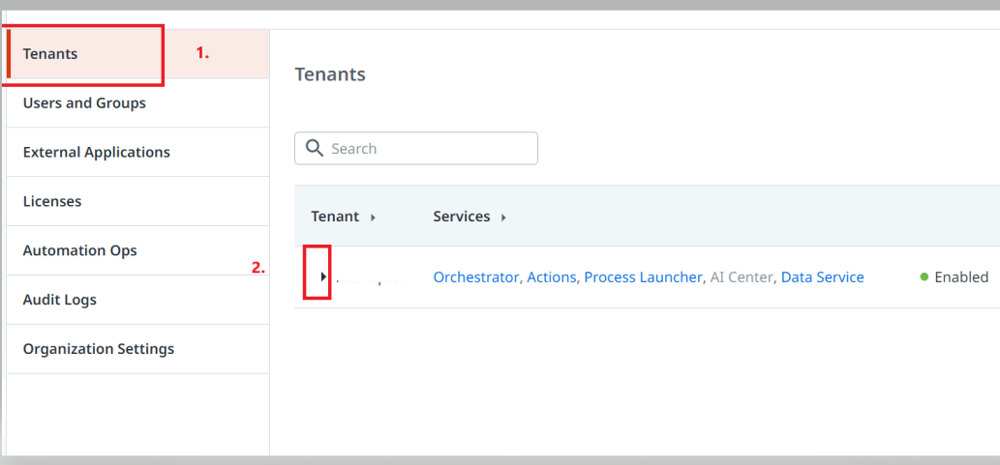 Tenants
1.
Users and Groups
External Applications
Licenses
Automation Ops
2.
Audit Logs
Organization Settings
Tenants
Search
Tenant Services
Orchestrator, Actions, Process Launcher, AI Center, Data Service Enabled